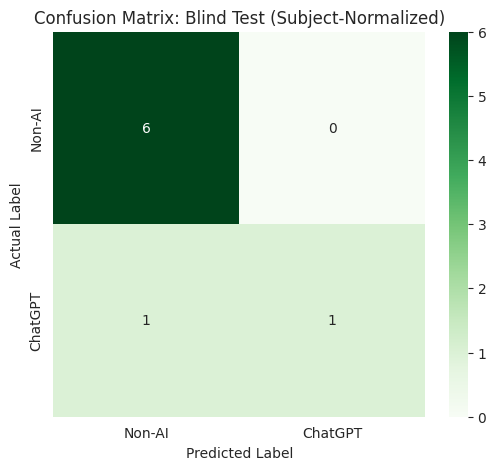 Confusion Matrix: Blind Test (Subject-Normalized)
6
0
1
1
Non-AI
ChatGPT
Actual Label
Non-AI
ChatGPT
Predicted Label
6
5
4
3
2
1
0